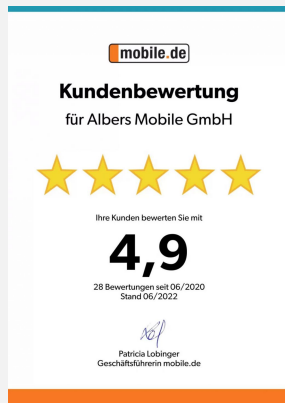 mobile.de
Kundenbewertung
für Albers Mobile GmbH
Ihre Kunden bewerten Sie mit
4,9
28 Bewertungen seit 06/2020
Stand 06/2022
Patricia Lobinger
Geschäftsführerin mobile.de